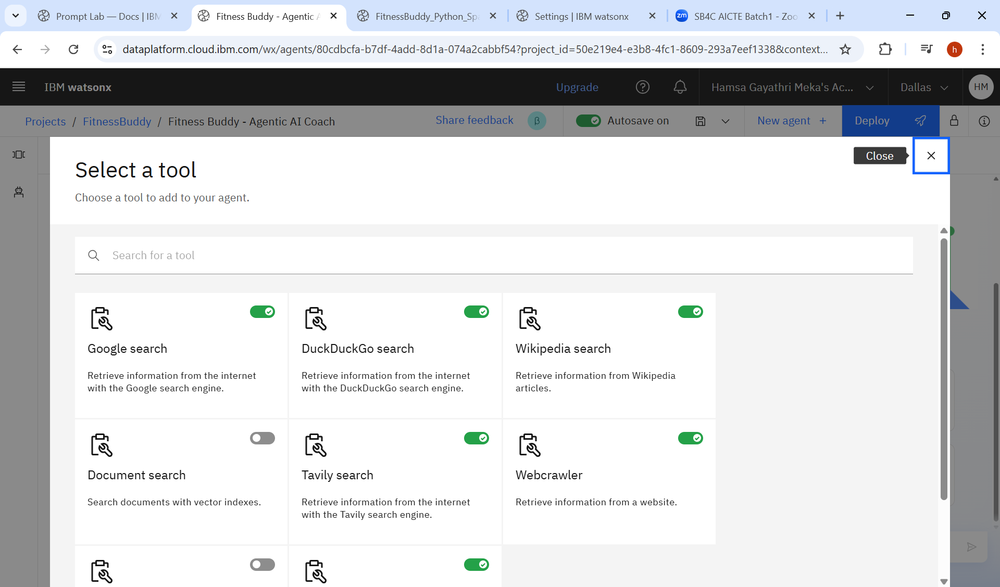 Prompt Lab — Docs | IBM
Fitness Buddy - Agentic A
FitnessBuddy_Python_Sp
Settings | IBM watsonx
zm
SB4C AICTE Batch1 - Zoo
dataplatform.cloud.ibm.com/wx/agents/80cdbcfa-b7df-4add-8d1a-074a2cabbf54?project_id=50e219e4-e3b8-4fc1-8609-293a7eef1338&context...
h
IBM watsonx
Upgrade
Hamsa Gayathri Meka's Ac...
Dallas
HM
Projects / FitnessBuddy / Fitness Buddy - Agentic AI Coach
Share feedback
β
Autosave on
New agent +
Deploy
Select a tool
Close
Choose a tool to add to your agent.
Search for a tool
Google search
Retrieve information from the internet
with the Google search engine.
DuckDuckGo search
Retrieve information from the internet
with the DuckDuckGo search engine.
Wikipedia search
Retrieve information from Wikipedia
articles.
Document search
Search documents with vector indexes.
Tavily search
Retrieve information from the internet
with the Tavily search engine.
Webcrawler
Retrieve information from a website.